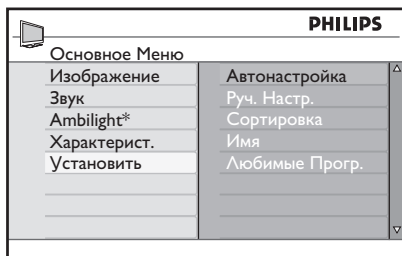 PHILIPS
Основное Меню
Изображение
Звук
Ambilight*
Характерист.
Установить
Автонастройка
Руч. Настр.
Сортировка
Имя
Любимые Прогр.